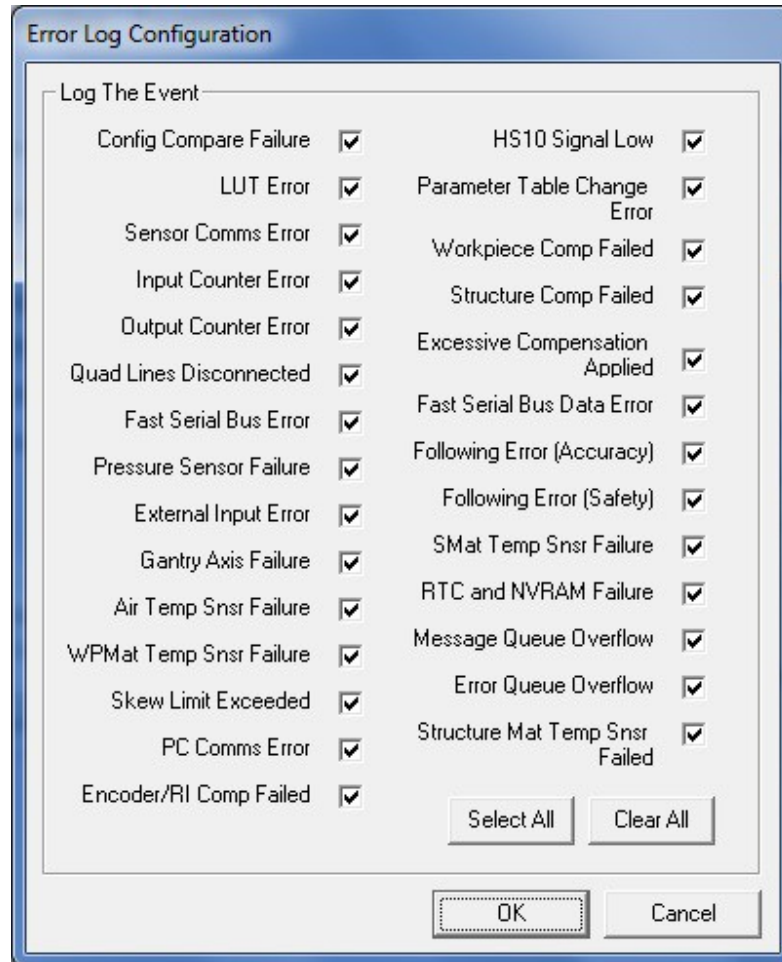 Error Log Configuration
Log The Event
Config Compare Failure
LUT Error
Sensor Comms Error
Input Counter Error
Output Counter Error
Quad Lines Disconnected
Fast Serial Bus Error
Pressure Sensor Failure
External Input Error
Gantry Axis Failure
Air Temp Snsr Failure
WPMat Temp Snsr Failure
Skew Limit Exceeded
PC Comms Error
Encoder/RI Comp Failed
HS10 Signal Low
Parameter Table Change
Error
Workpiece Comp Failed
Structure Comp Failed
Excessive Compensation
Applied
Fast Serial Bus Data Error
Following Error (Accuracy)
Following Error (Safety)
SMat Temp Snsr Failure
RTC and NVRAM Failure
Message Queue Overflow
Error Queue Overflow
Structure Mat Temp Snsr
Failed
Select All
Clear All
OK
Cancel